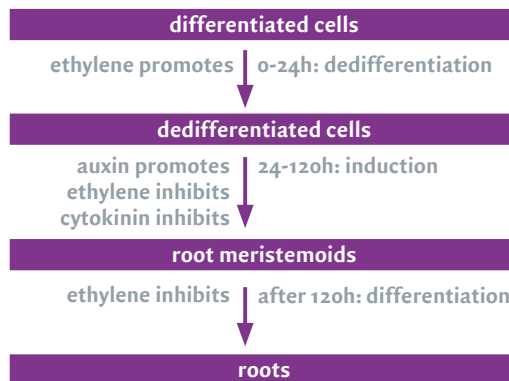 differentiated cells
ethylene promotes 0-24h: dedifferentiation
dedifferentiated cells
auxin promotes 24-120h: induction
ethylene inhibits
cytokinin inhibits
root meristemoids
ethylene inhibits after 120h: differentiation
roots